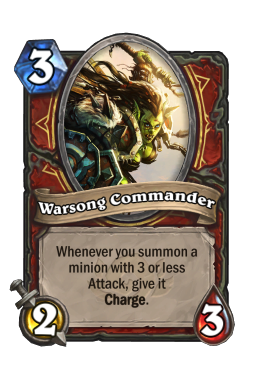 3
Warsong Commander
Whenever you summon a
minion with 3 or less
Attack, give it
Charge.
2
3